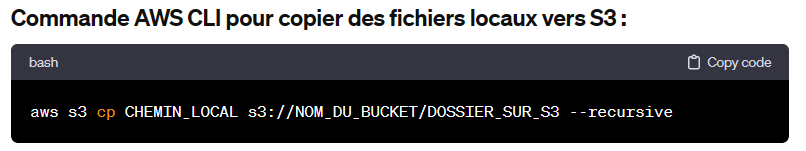 Commande AWS CLI pour copier des fichiers locaux vers S3 :
bash
Copy code
aws s3 cp CHEMIN_LOCAL s3://NOM_DU_BUCKET/DOSSIER_SUR_S3 --recursive